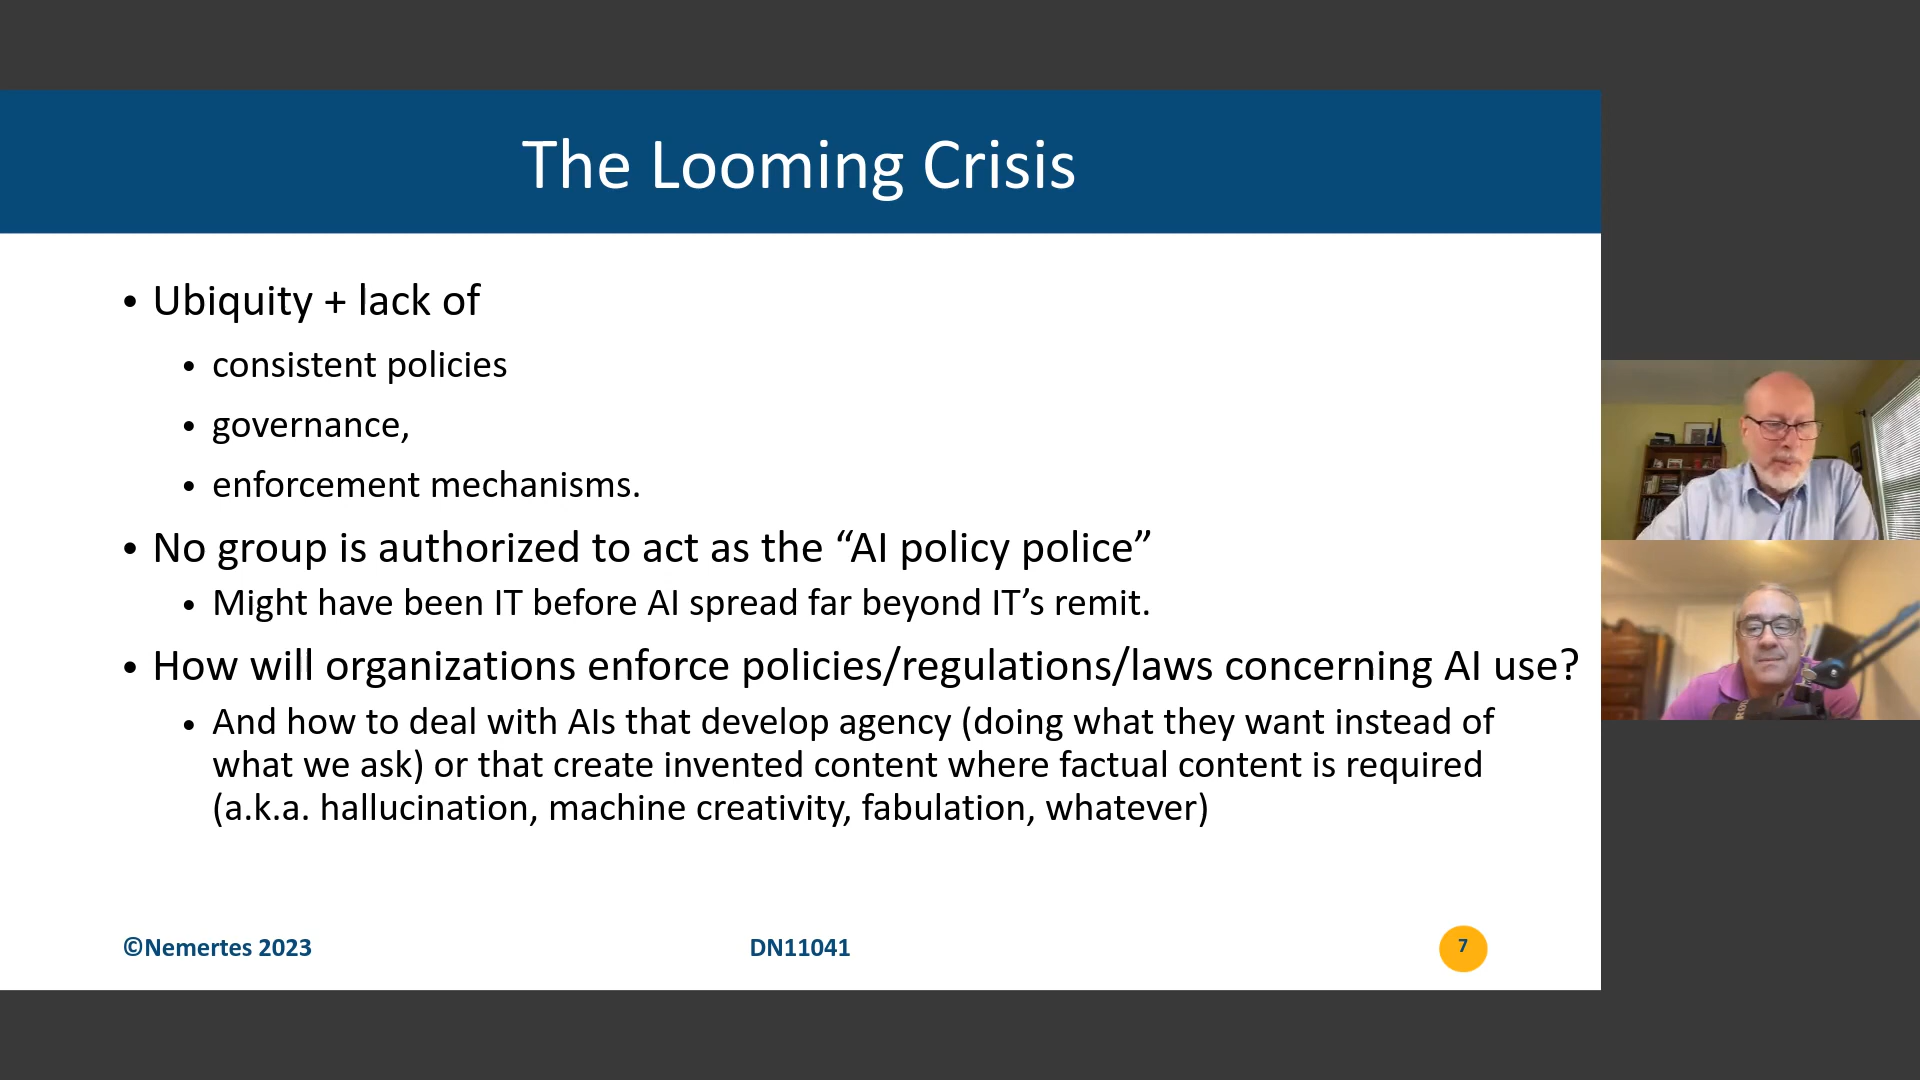 The Looming Crisis
• Ubiquity + lack of
• consistent policies
• governance,
• enforcement mechanisms.
• No group is authorized to act as the “AI policy police”
• Might have been IT before AI spread far beyond IT’s remit.
• How will organizations enforce policies/regulations/laws concerning AI use?
• And how to deal with AIs that develop agency (doing what they want instead of
what we ask) or that create invented content where factual content is required
(a.k.a. hallucination, machine creativity, fabulation, whatever)
©Nemertes 2023
DN11041
7